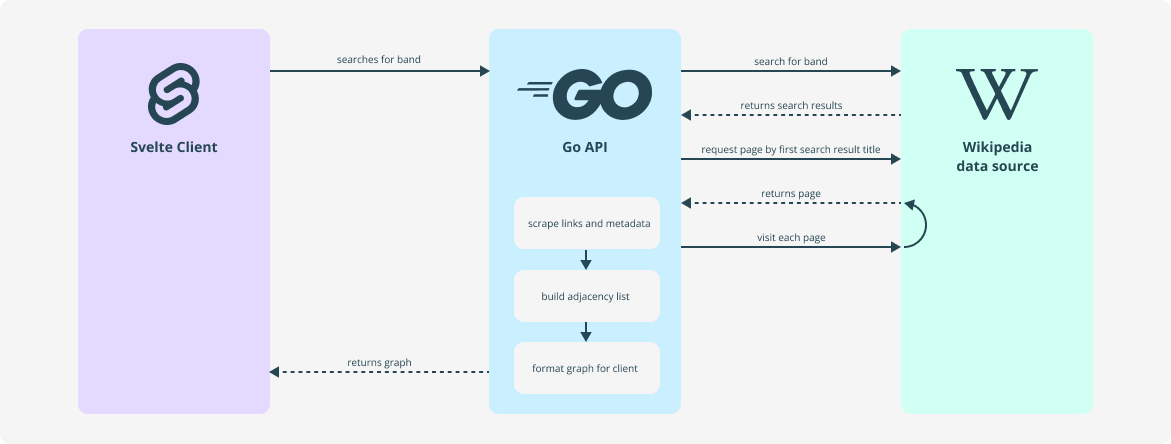 searches for band
search for band
returns search results
request page by first search result title
returns page
visit each page
returns graph
Svelte Client
GO
Go API
scrape links and metadata
build adjacency list
format graph for client
W
Wikipedia
data source